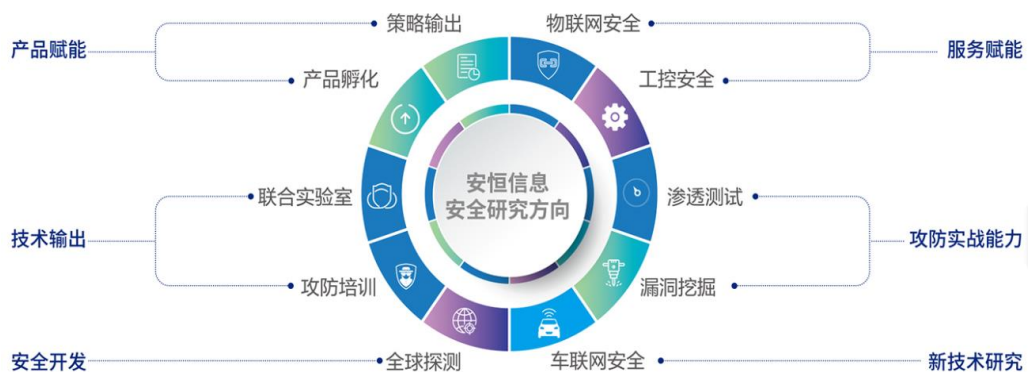 策略输出
物联网安全
产品赋能
服务赋能
产品孵化
工控安全
安恒信息
安全研究方向
联合实验室
渗透测试
技术输出
攻防实战能力
攻防培训
漏洞挖掘
安全开发
全球探测
车联网安全
新技术研究